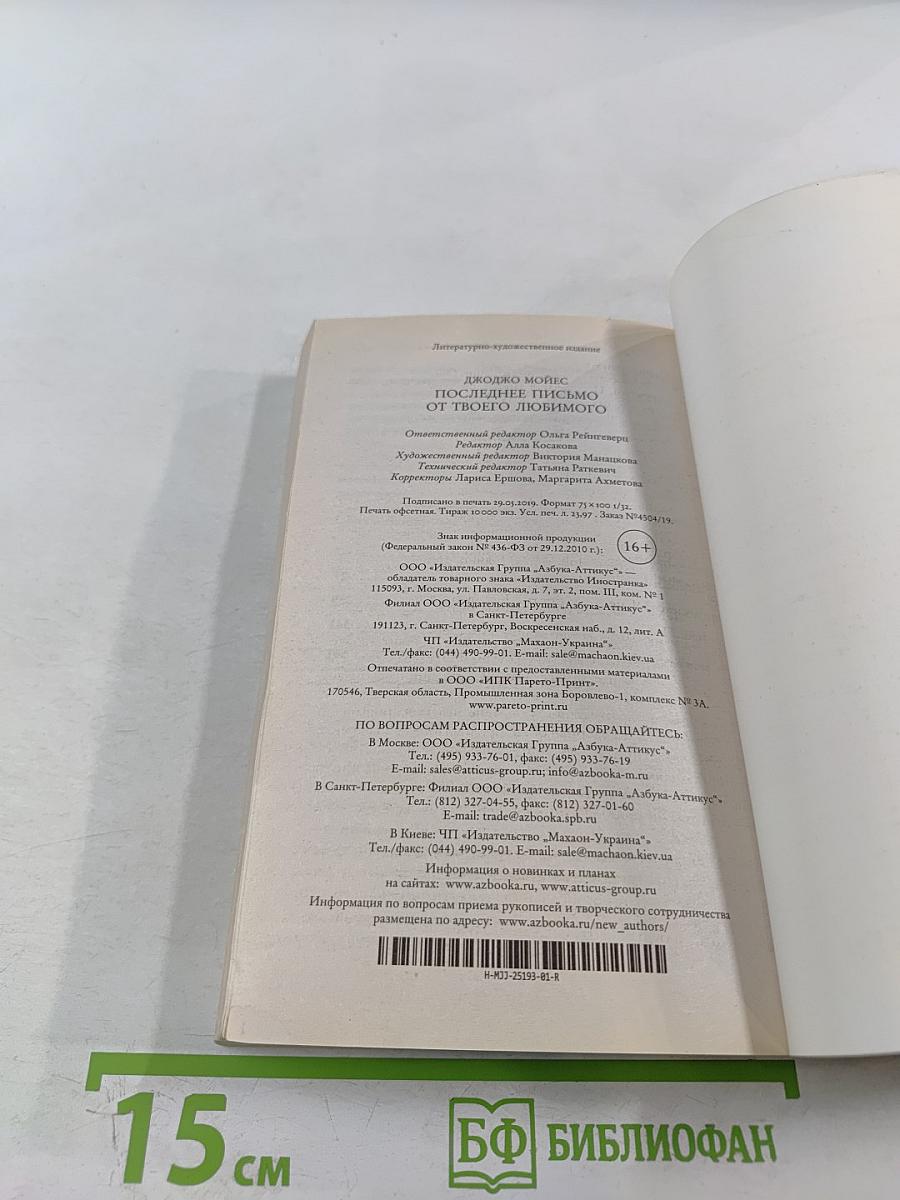 Литературно-художественное издание
ДЖОДЖО МОЙЕС
ПОСЛЕДНЕЕ ПИСЬМО
ОТ ТВОЕГО ЛЮБИМОГО
Ответственный редактор Ольга Рейнгеверц
Редактор Алла Косакова
Художественный редактор Виктория Манацкова
Технический редактор Татьяна Раткевич
Корректоры Лариса Ершова, Маргарита Ахметова
Подписано в печать 29.05.2019. Формат 75 × 100 1/32.
Печать офсетная. Тираж 10 000 экз. Усл. печ. л. 23,97 . Заказ №4504/19.
Знак информационной продукции
(Федеральный закон № 436-ФЗ от 29.12.2010 г.): 16+
ООО «Издательская Группа „Азбука-Аттикус“» —
обладатель товарного знака «Издательство Иностранка»
115093, г. Москва, ул. Павловская, д. 7, эт. 2, пом. III, ком. № 1
Филиал ООО «Издательская Группа „Азбука-Аттикус“»
в Санкт-Петербурге
191123, г. Санкт-Петербург, Воскресенская наб., д. 12, лит. А
ЧП «Издательство „Махаон-Украина“»
Тел./факс: (044) 490-99-01. E-mail: sale@machaon.kiev.ua
Отпечатано в соответствии с предоставленными материалами
в ООО «ИПК Парето-Принт».
170546, Тверская область, Промышленная зона Боровлево-1, комплекс № 3А.
www.pareto-print.ru
ПО ВОПРОСАМ РАСПРОСТРАНЕНИЯ ОБРАЩАЙТЕСЬ:
В Москве: ООО «Издательская Группа „Азбука-Аттикус“»
Тел.: (495) 933-76-01, факс: (495) 933-76-19
E-mail: sales@atticus-group.ru; info@azbooka-m.ru
В Санкт-Петербурге: Филиал ООО «Издательская Группа „Азбука-Аттикус“»
Тел.: (812) 327-04-55, факс: (812) 327-01-60
E-mail: trade@azbooka.spb.ru
В Киеве: ЧП «Издательство „Махаон-Украина“»
Тел./факс: (044) 490-99-01. E-mail: sale@machaon.kiev.ua
Информация о новинках и планах
на сайтах: www.azbooka.ru, www.atticus-group.ru
Информация по вопросам приема рукописей и творческого сотрудничества
размещена по адресу: www.azbooka.ru/new_authors/
H-MJJ-25193-01-R
15 см
БФ БИБЛИОФАН